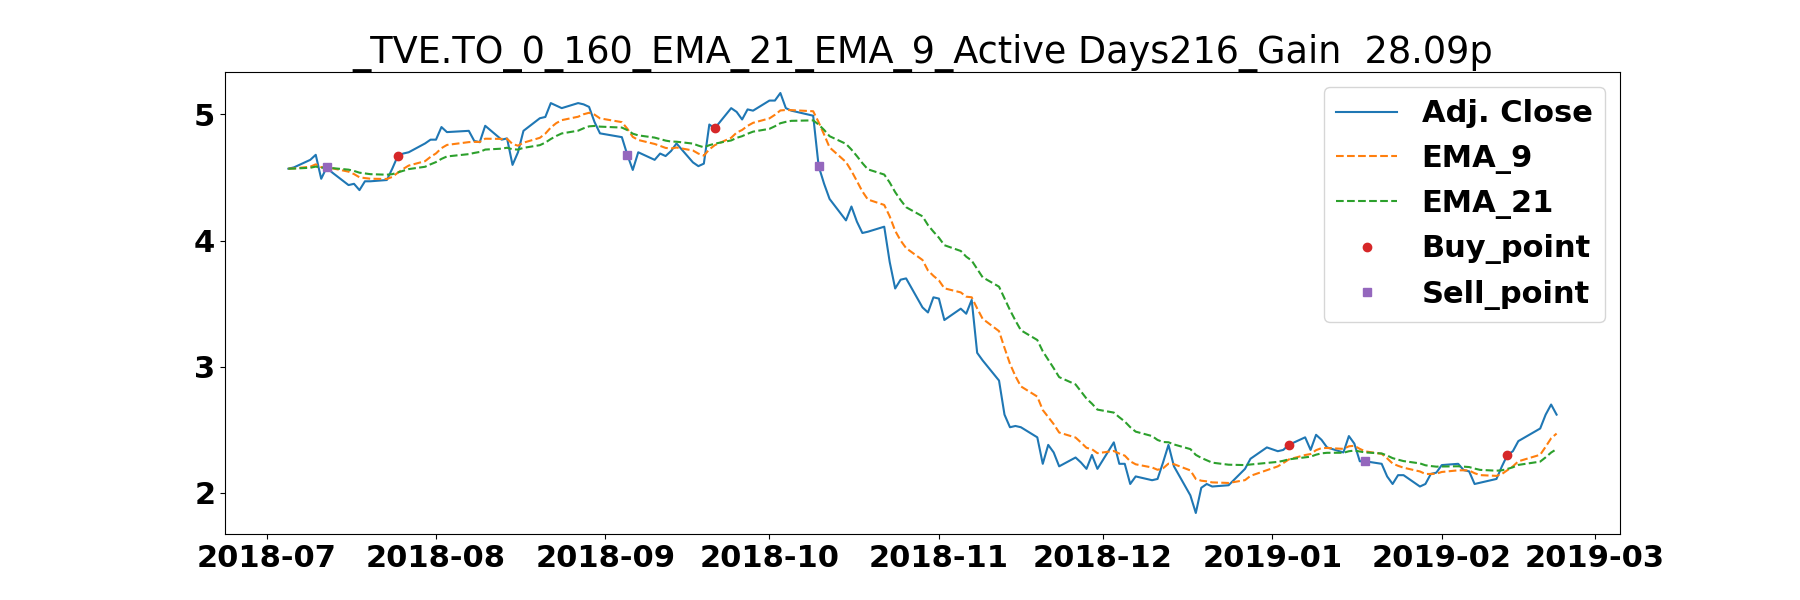 _TVE.TO_0_160_EMA_21_EMA_9_Active Days216_Gain  28.09p
Adj. Close
EMA_9
EMA_21
Buy_point
Sell_point
5
4
3
2
2018-07 2018-08 2018-09 2018-10 2018-11 2018-12 2019-01 2019-02 2019-03